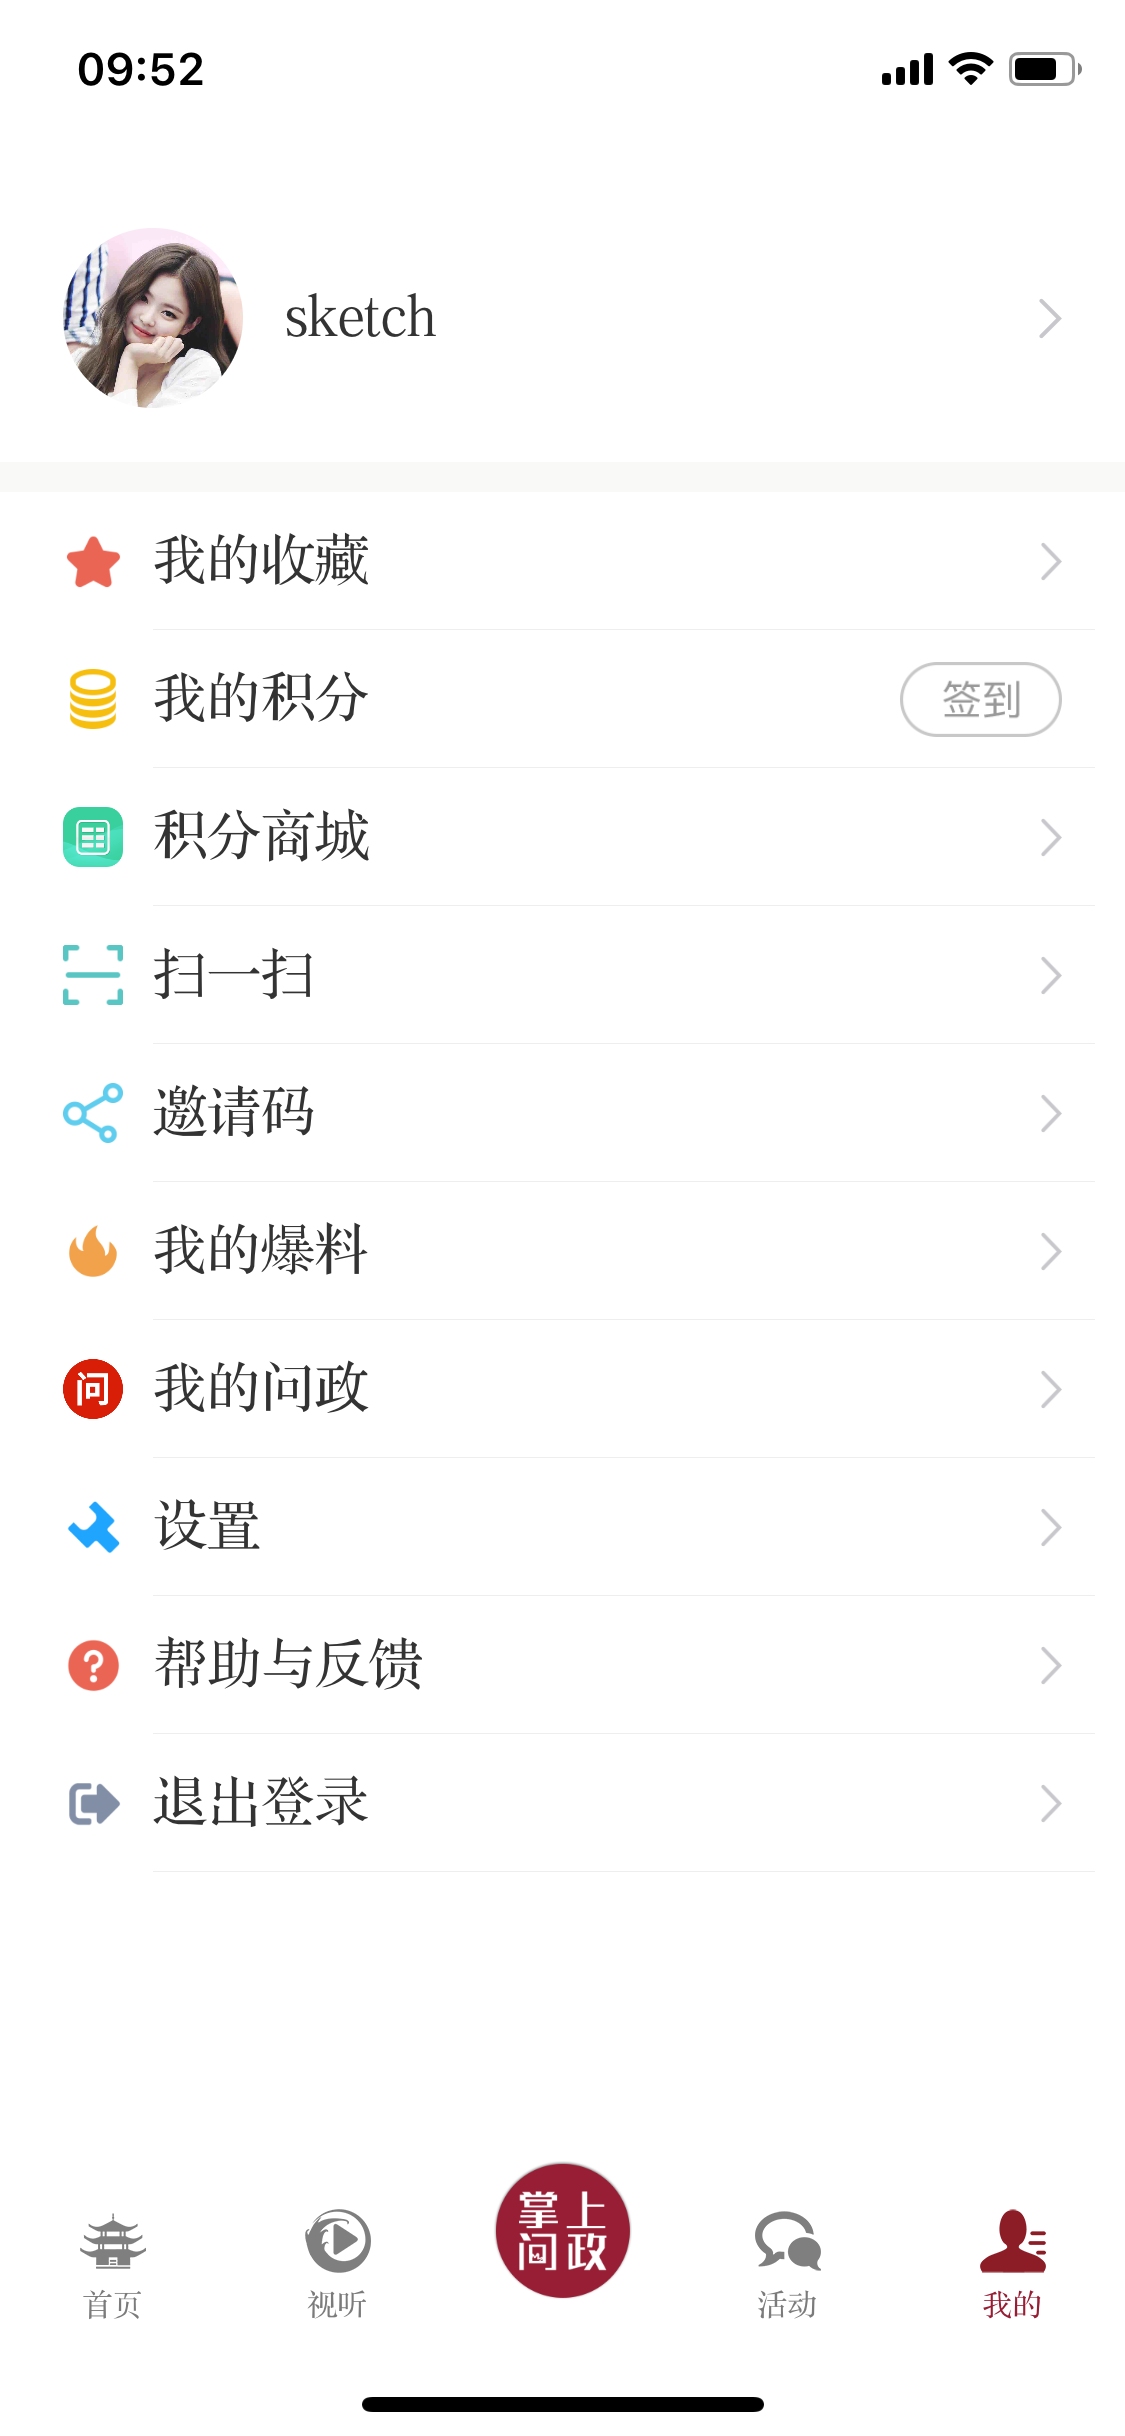 09:52
sketch
我的收藏
我的积分
签到
积分商城
扫一扫
邀请码
我的爆料
问
我的问政
设置
帮助与反馈
退出登录
掌上
问政
首页
视听
活动
我的